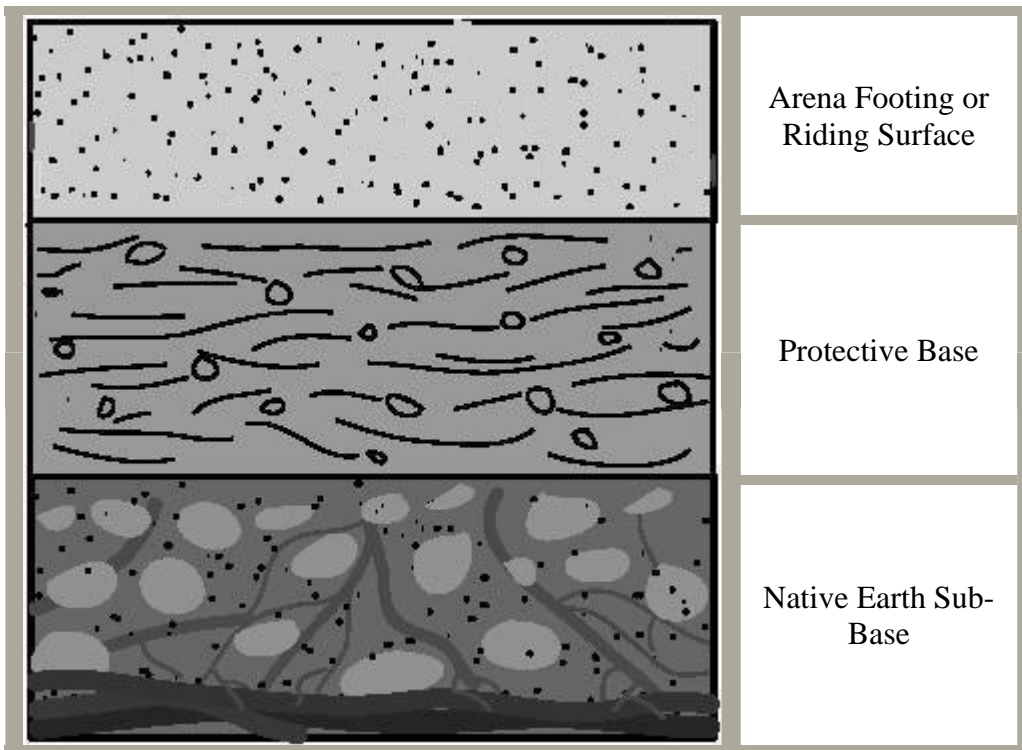 Arena Footing or
Riding Surface
Protective Base
Native Earth Sub-
Base